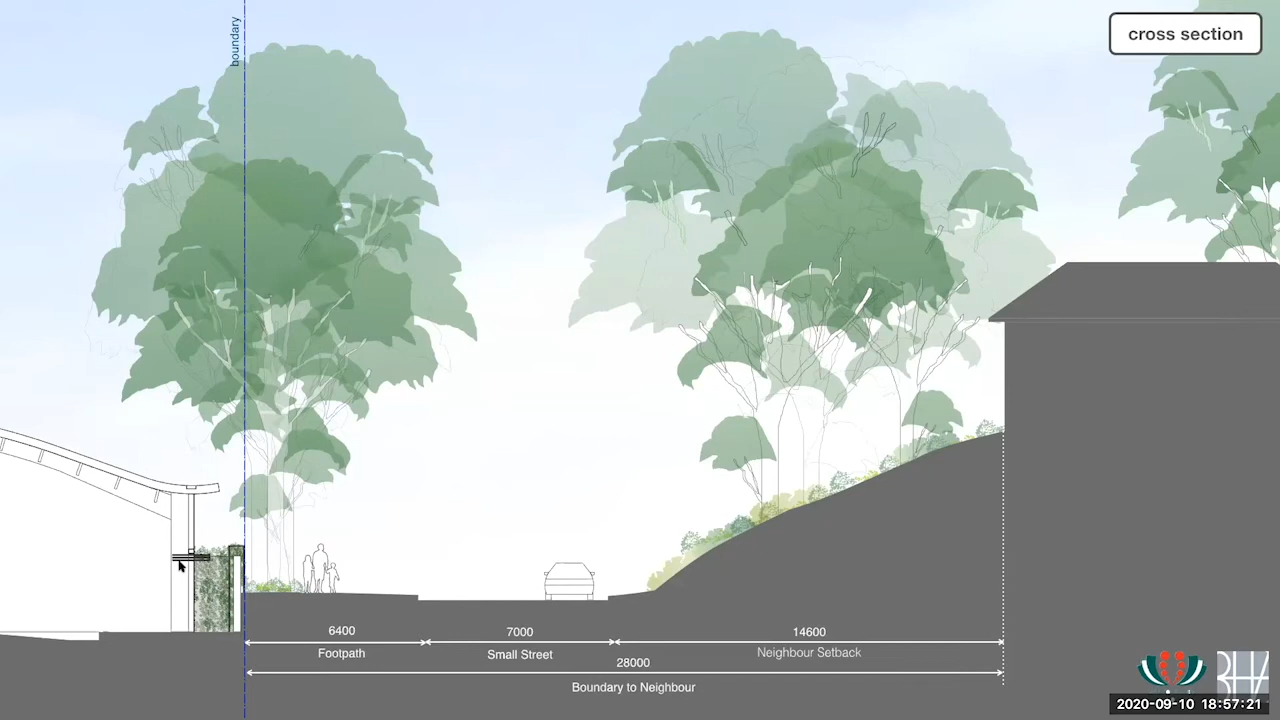 boundary
cross section
6400
7000
14600
Footpath
Small Street
Neighbour Setback
28000
Boundary to Neighbour
BHA
2020-09-10 18:57:21